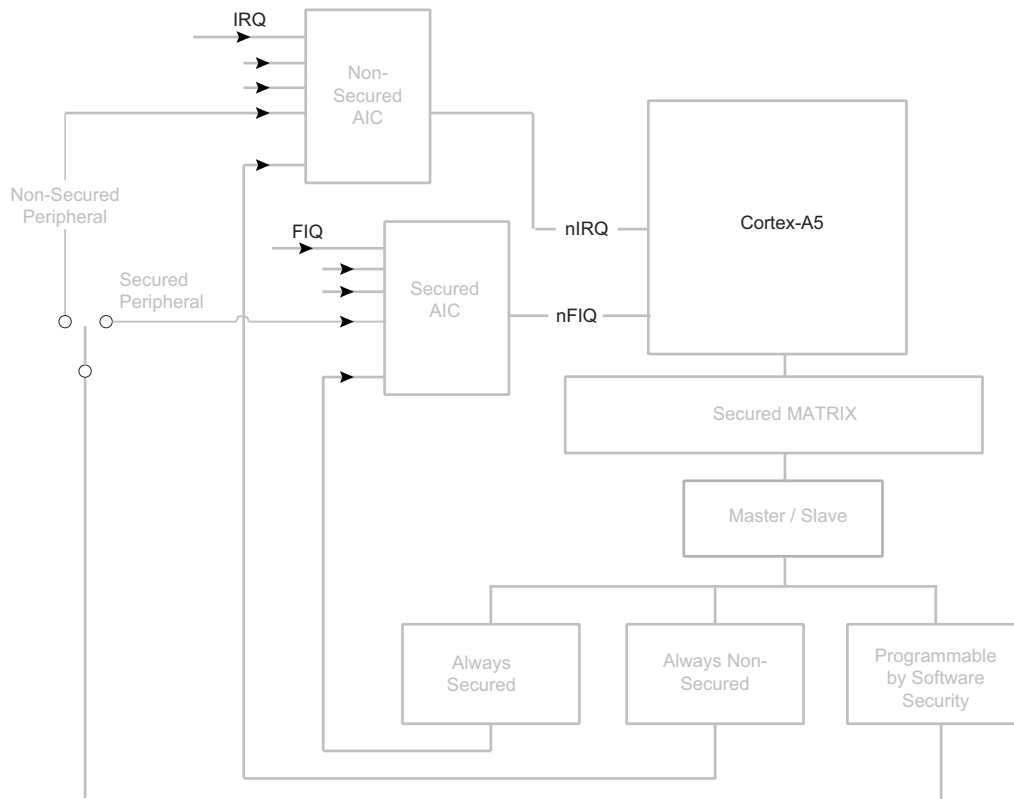 IRQ
Non-
Secured
AIC
Non-Secured
Peripheral
Cortex-A5
nIRQ
FIQ
Secured
Peripheral
Secured
AIC
nFIQ
Secured MATRIX
Master / Slave
Always
Secured
Always Non-
Secured
Programmable
by Software
Security